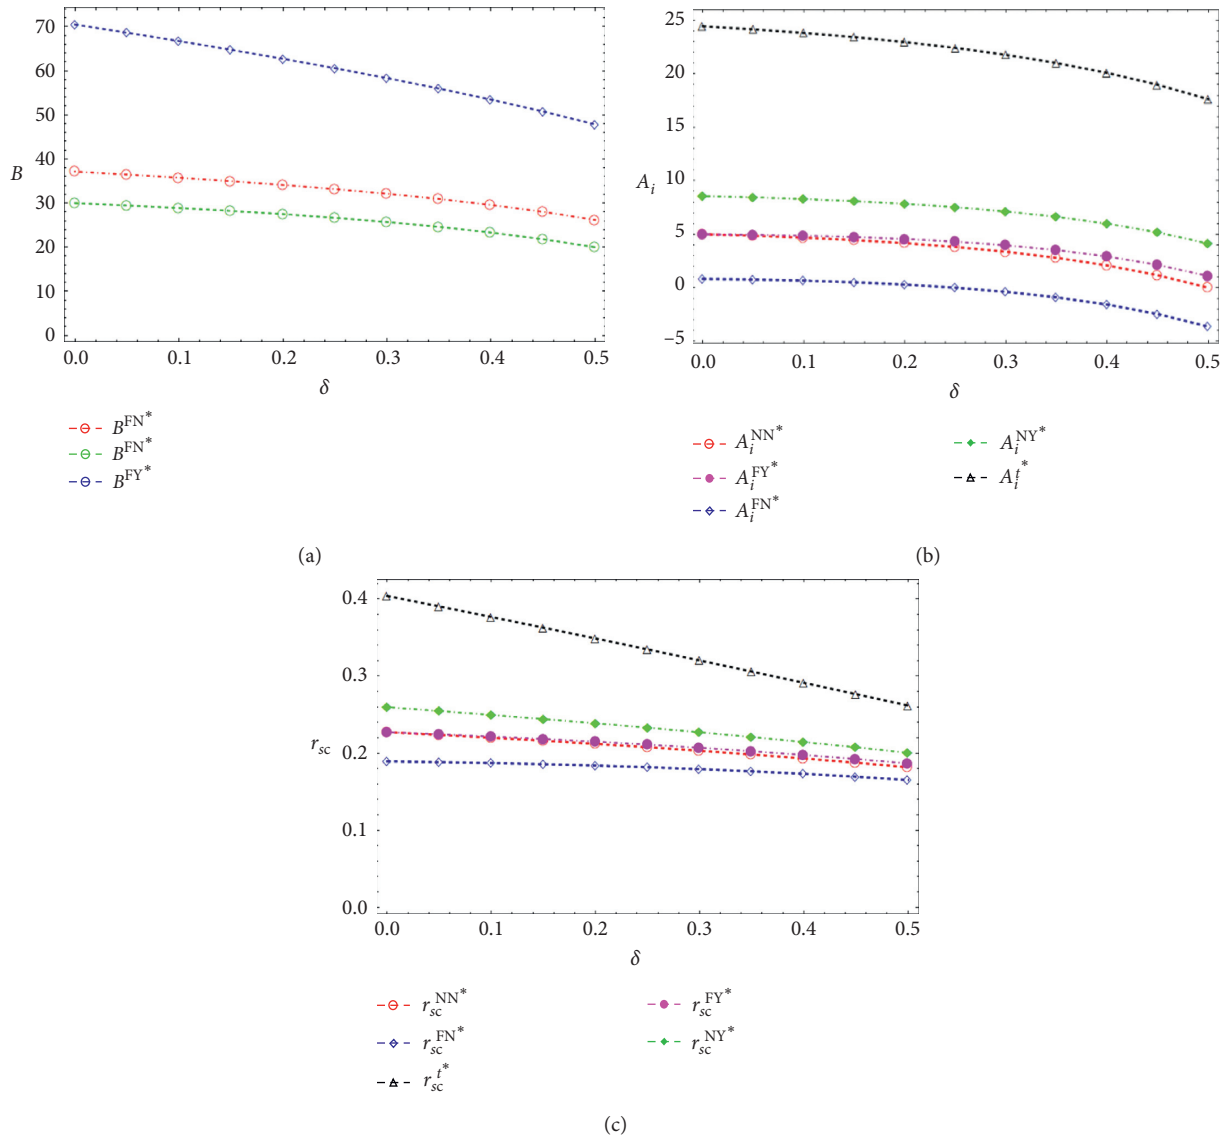 70
60
50
40
30
20
10
0
B
0.0 0.1 0.2 0.3 0.4 0.5
δ
B^FN*
B^FN*
B^FY*
(a)
25
20
15
10
5
0
–5
A_i
0.0 0.1 0.2 0.3 0.4 0.5
δ
A_i^NN* A_i^NY*
A_i^FY* A_i^t*
A_i^FN*
(b)
0.4
0.3
0.2
0.1
0.0
r_sc
0.0 0.1 0.2 0.3 0.4 0.5
δ
r_sc^NN* r_sc^FY*
r_sc^FN* r_sc^NY*
r_sc^t*
(c)